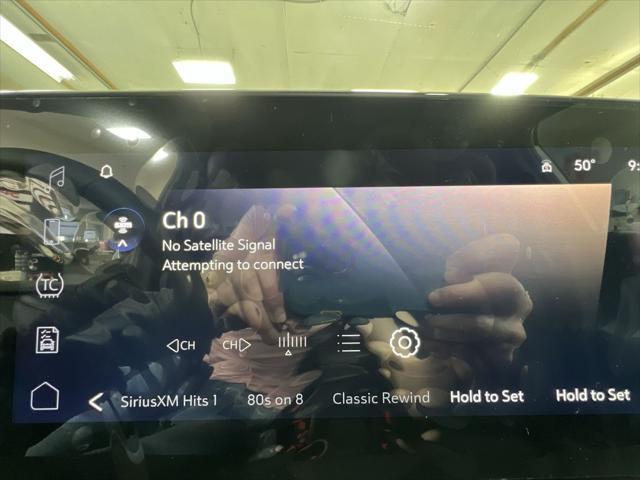 50°
9:
Ch 0
No Satellite Signal
Attempting to connect
TC
CH CH
SiriusXM Hits 1 80s on 8 Classic Rewind Hold to Set Hold to Set